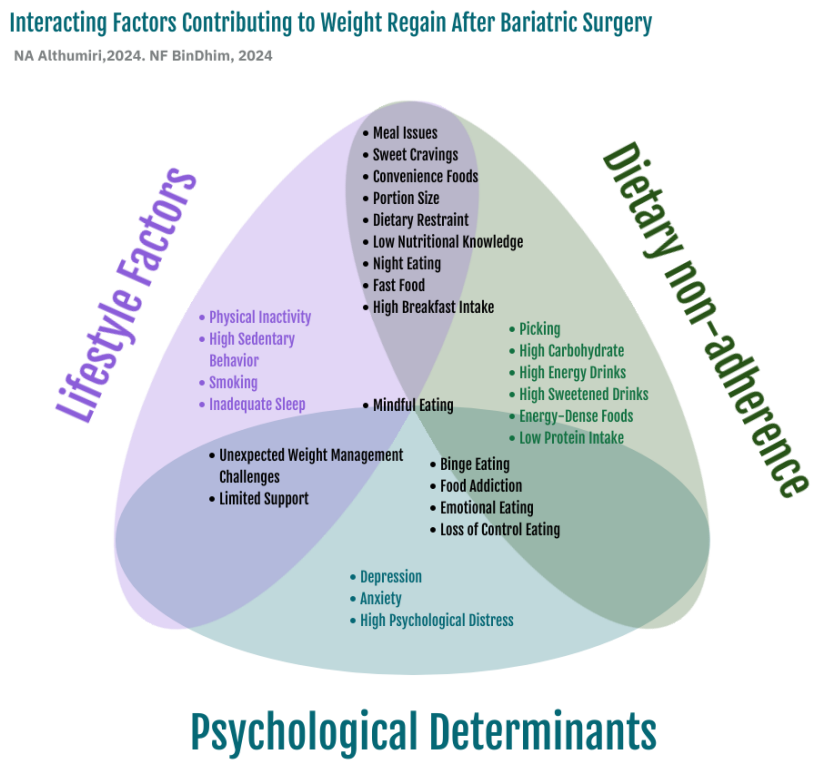 Interacting Factors Contributing to Weight Regain After Bariatric Surgery
NA Althumiri,2024. NF BinDhim, 2024
Lifestyle Factors
Dietary non-adherence
• Meal Issues
• Sweet Cravings
• Convenience Foods
• Portion Size
• Dietary Restraint
• Low Nutritional Knowledge
• Night Eating
• Fast Food
• High Breakfast Intake
• Physical Inactivity
• High Sedentary
Behavior
• Smoking
• Inadequate Sleep
• Picking
• High Carbohydrate
• High Energy Drinks
• High Sweetened Drinks
• Energy-Dense Foods
• Low Protein Intake
• Mindful Eating
• Unexpected Weight Management
Challenges
• Limited Support
• Binge Eating
• Food Addiction
• Emotional Eating
• Loss of Control Eating
• Depression
• Anxiety
• High Psychological Distress
Psychological Determinants